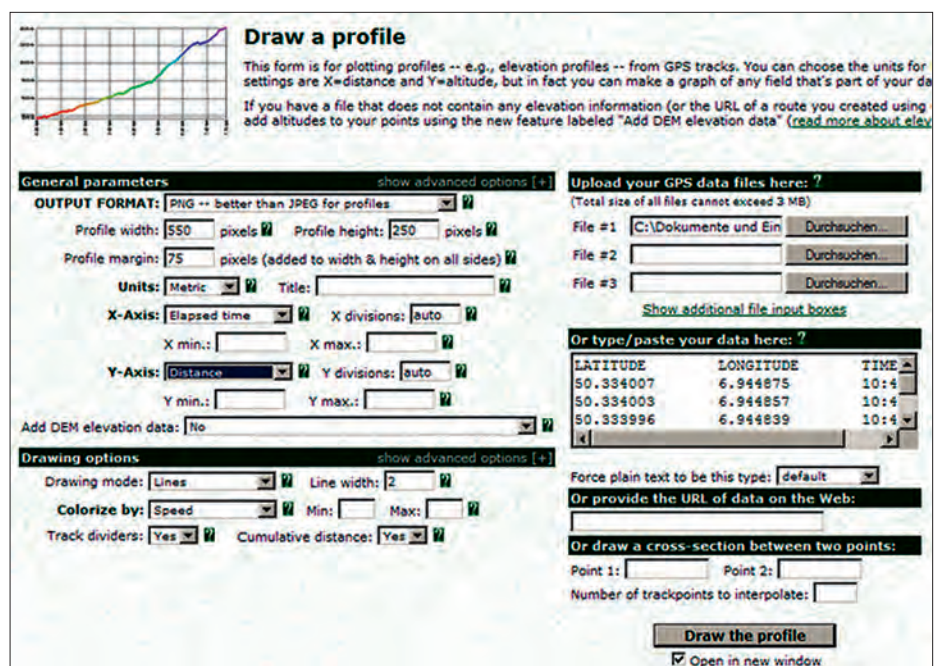 Draw a profile
This form is for plotting profiles -- e.g., elevation profiles -- from GPS tracks. You can choose the units for
settings are X=distance and Y=altitude, but in fact you can make a graph of any field that's part of your da
If you have a file that does not contain any elevation information (or the URL of a route you created using
add altitudes to your points using the new feature labeled "Add DEM elevation data" (read more about elev
General parameters show advanced options [+]
OUTPUT FORMAT: PNG -- better than JPEG for profiles ?
Profile width: 550 pixels ? Profile height: 250 pixels ?
Profile margin: 75 pixels (added to width & height on all sides) ?
Units: Metric ? Title: ?
X-Axis: Elapsed time ? X divisions: auto ?
X min.: X max.: ?
Y-Axis: Distance ? Y divisions: auto ?
Y min.: Y max.: ?
Add DEM elevation data: No ?
Drawing options show advanced options [+]
Drawing mode: Lines ? Line width: 2 ?
Colorize by: Speed ? Min: Max: ?
Track dividers: Yes ? Cumulative distance: Yes ?
Upload your GPS data files here: ?
(Total size of all files cannot exceed 3 MB)
File #1 C:\Dokumente und Ein Durchsuchen...
File #2 Durchsuchen...
File #3 Durchsuchen...
Show additional file input boxes
Or type/paste your data here: ?
LATITUDE LONGITUDE TIME
50.334007 6.944875 10:4
50.334003 6.944857 10:4
50.333996 6.944839 10:4
Force plain text to be this type: default
Or provide the URL of data on the Web:
Or draw a cross-section between two points:
Point 1: Point 2:
Number of trackpoints to interpolate:
Draw the profile
Open in new window